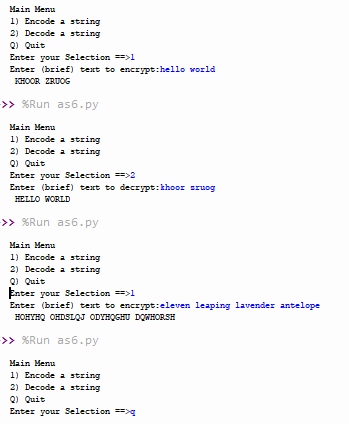 Main Menu
1) Encode a string
2) Decode a string
Q) Quit
Enter your Selection ==>1
Enter (brief) text to encrypt:hello world
KHOOR ZRUOG
>> %Run as6.py
Main Menu
1) Encode a string
2) Decode a string
Q) Quit
Enter your Selection ==>2
Enter (brief) text to decrypt:khoor zruog
HELLO WORLD
>> %Run as6.py
Main Menu
1) Encode a string
2) Decode a string
Q) Quit
Enter your Selection ==>1
Enter (brief) text to encrypt:eleven leaping lavender antelope
HOHYHQ OHDSLQJ ODYHQGHU DQWHORSH
>> %Run as6.py
Main Menu
1) Encode a string
2) Decode a string
Q) Quit
Enter your Selection ==>q